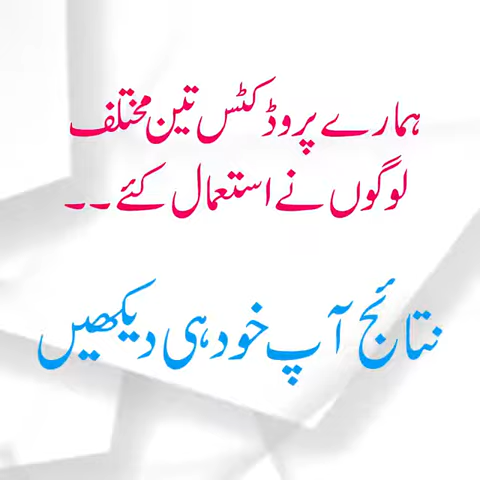 ہمارے پروڈکٹس تین مختلف
لوگوں نے استعمال کئے ۔۔
نتائج آپ خود ہی دیکھیں